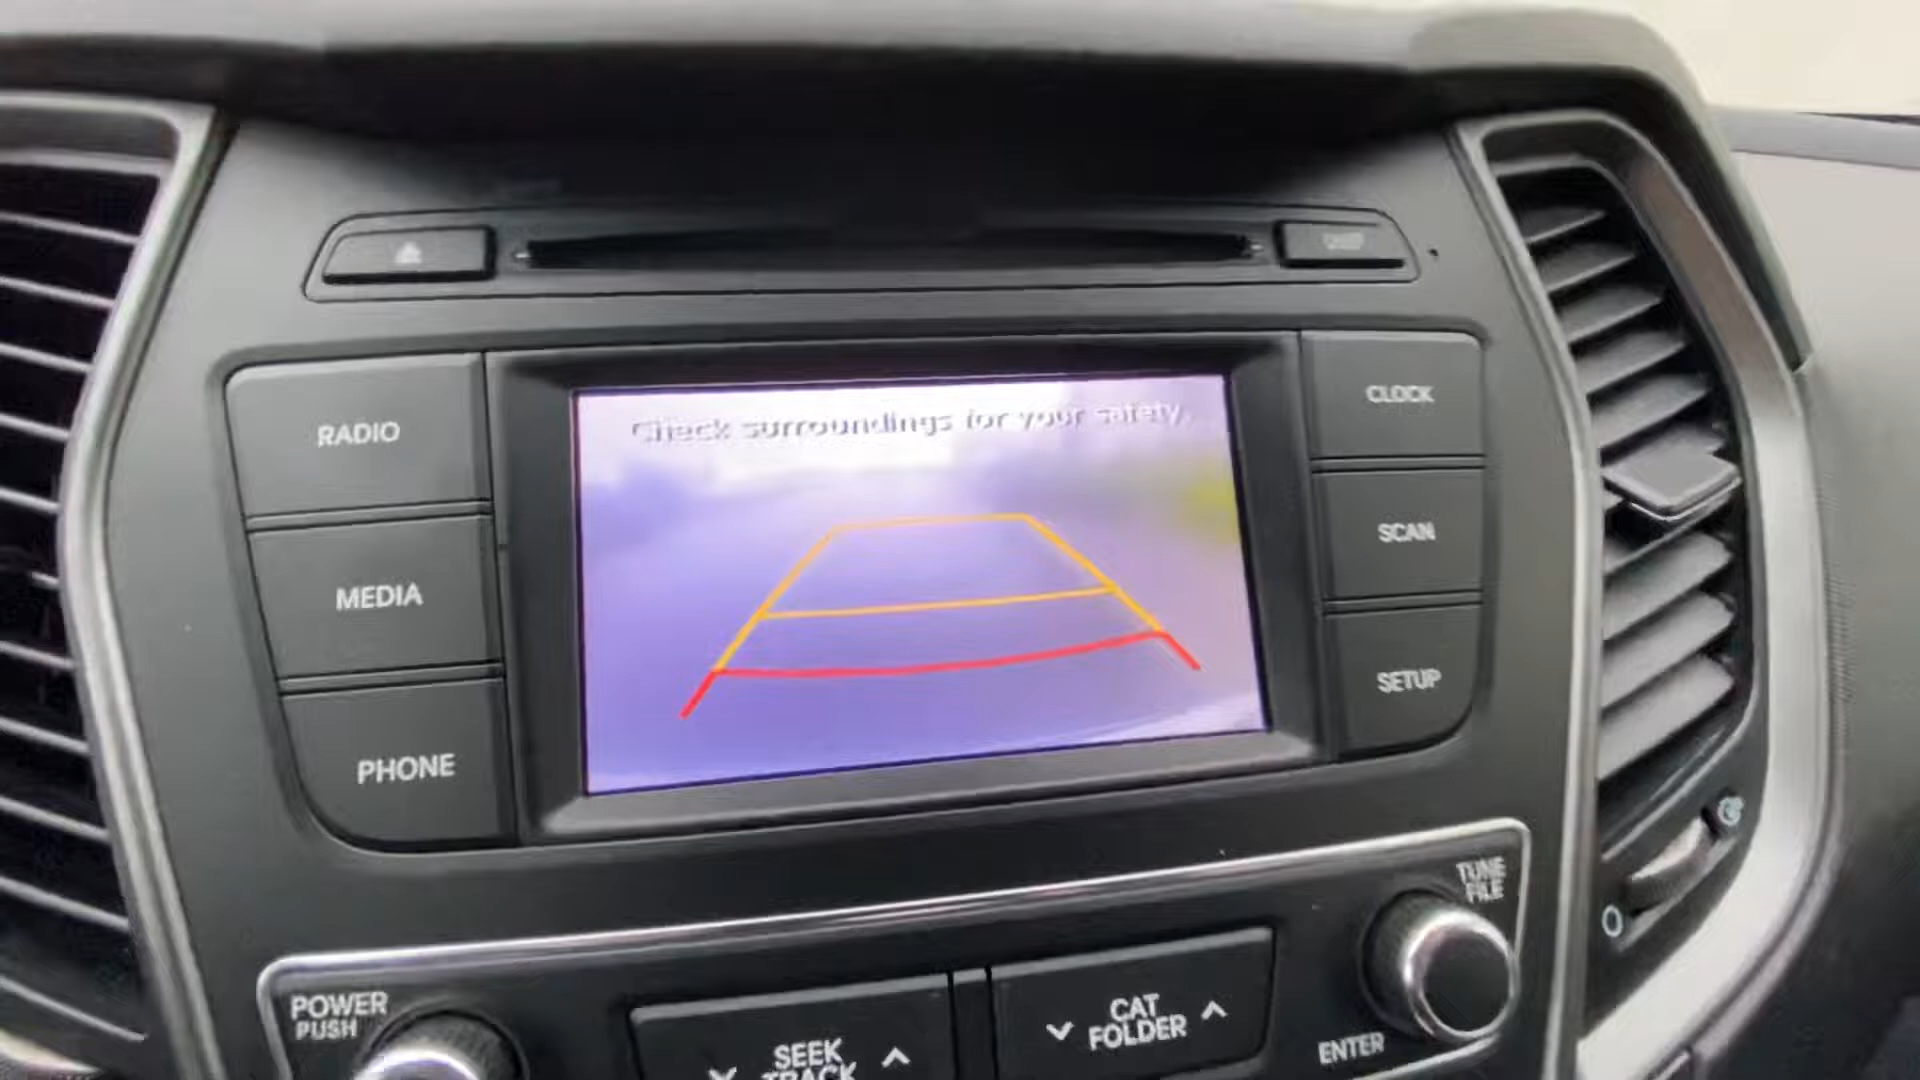 RADIO
MEDIA
PHONE
Check surroundings for your safety.
CLOCK
SCAN
SETUP
TUNE
FILE
POWER
PUSH
SEEK
TRACK
CAT
FOLDER
ENTER